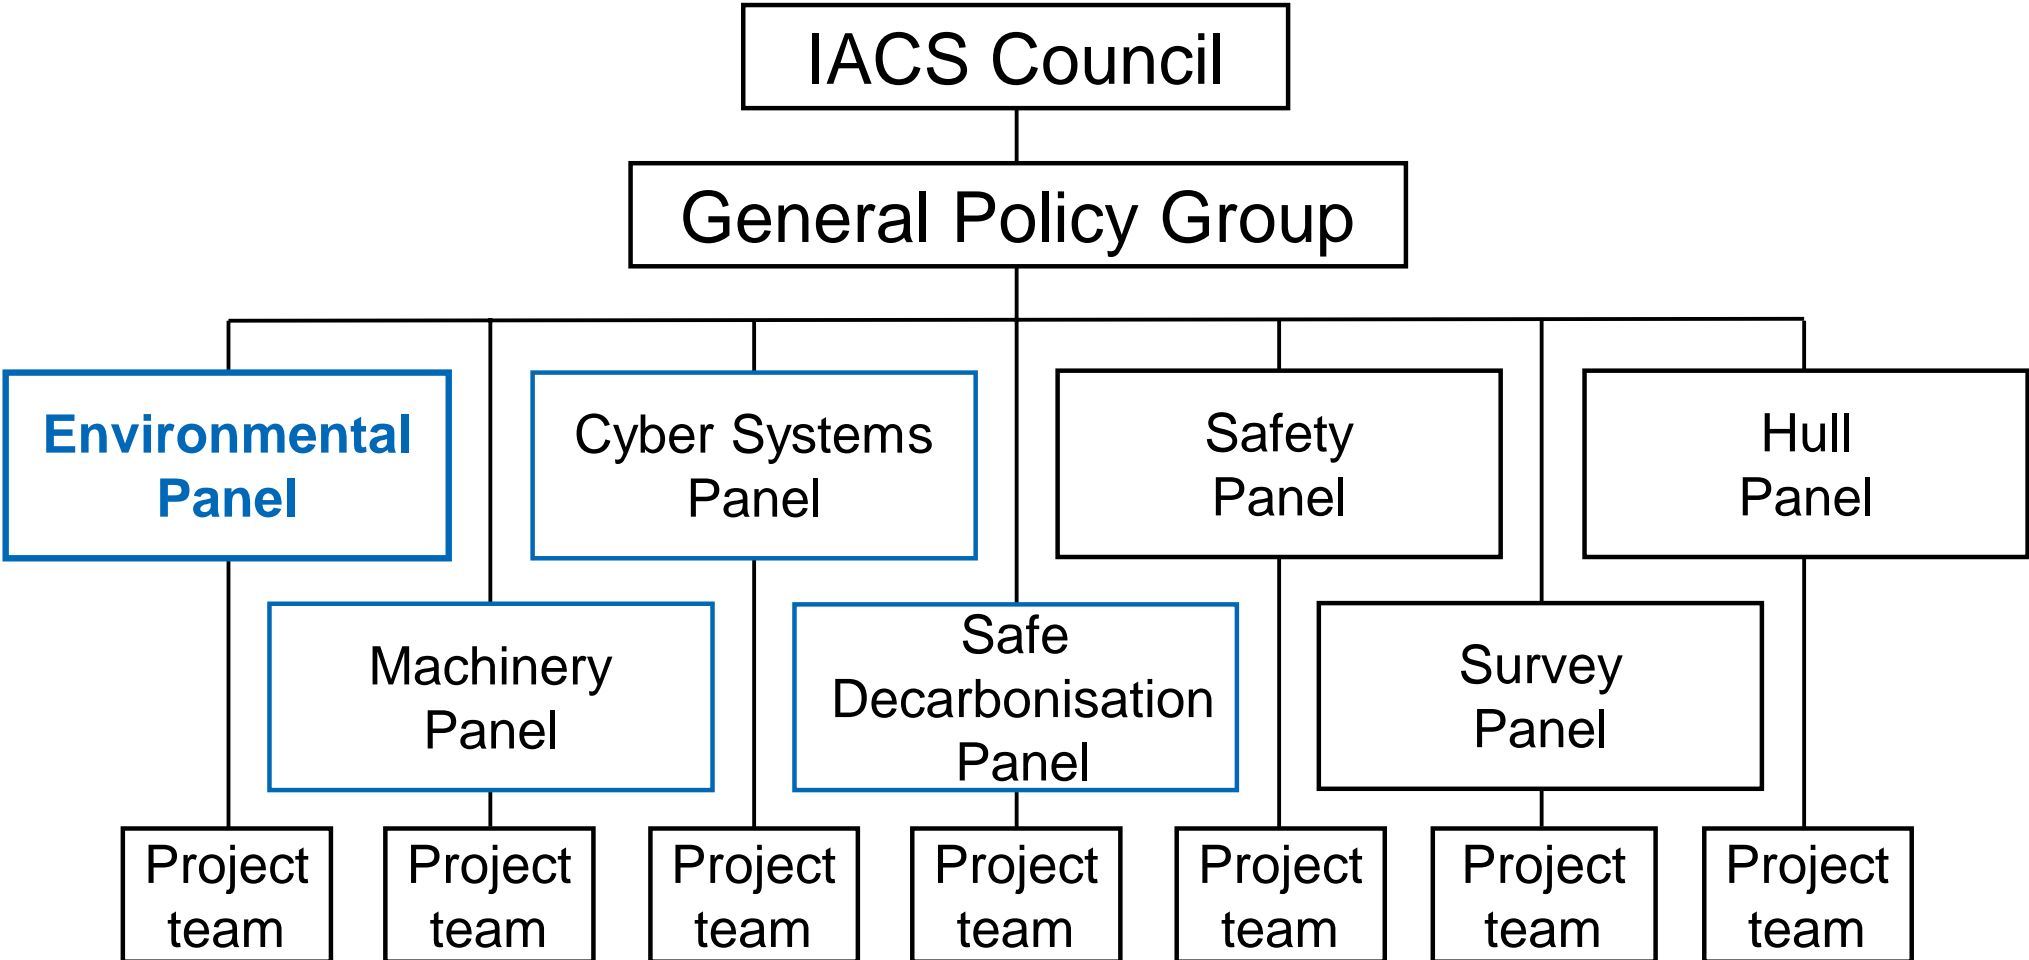 IACS Council
General Policy Group
Environmental
Panel
Cyber Systems
Panel
Safety
Panel
Hull
Panel
Machinery
Panel
Safe
Decarbonisation
Panel
Survey
Panel
Project
team
Project
team
Project
team
Project
team
Project
team
Project
team
Project
team